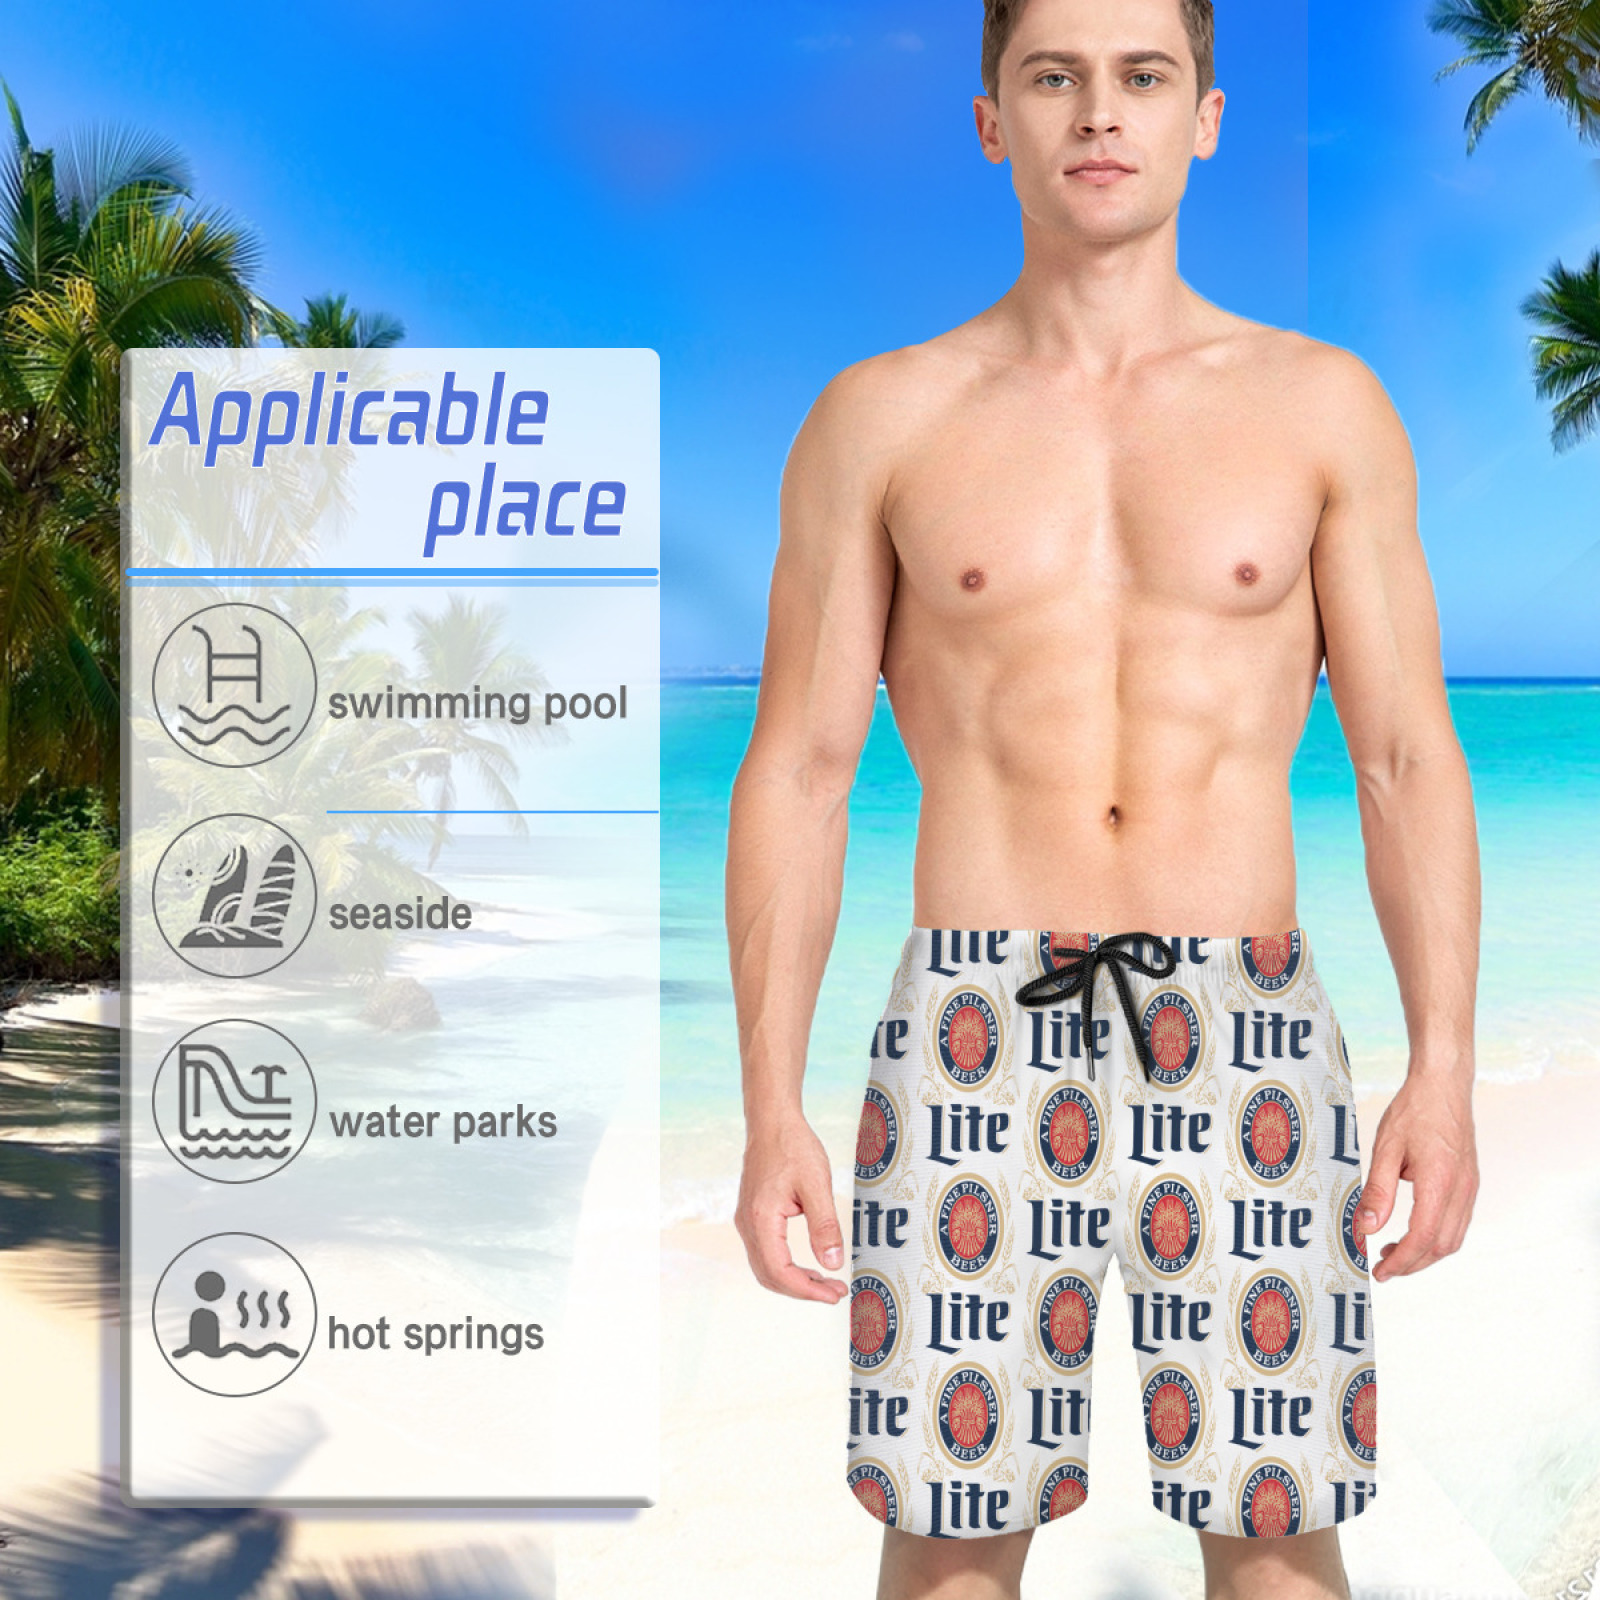 Applicable
place
swimming pool
seaside
water parks
hot springs
Lite
A FINE PILSNER
BEER